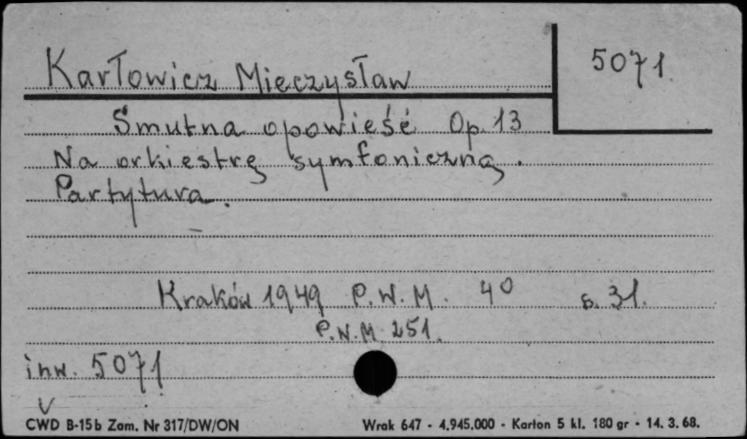 Karłowicz Mieczysław
5071
Smutna opowieść Op. 13
Na orkiestrę symfoniczną.
Partytura.
Kraków 1949 P.W.M. 4° s. 31.
P.W.M 251.
inw. 5071
CWD B-15b Zam. Nr 317/DW/ON
Wrak 647 - 4.945.000 - Karton 5 kl. 180 gr - 14. 3. 68.